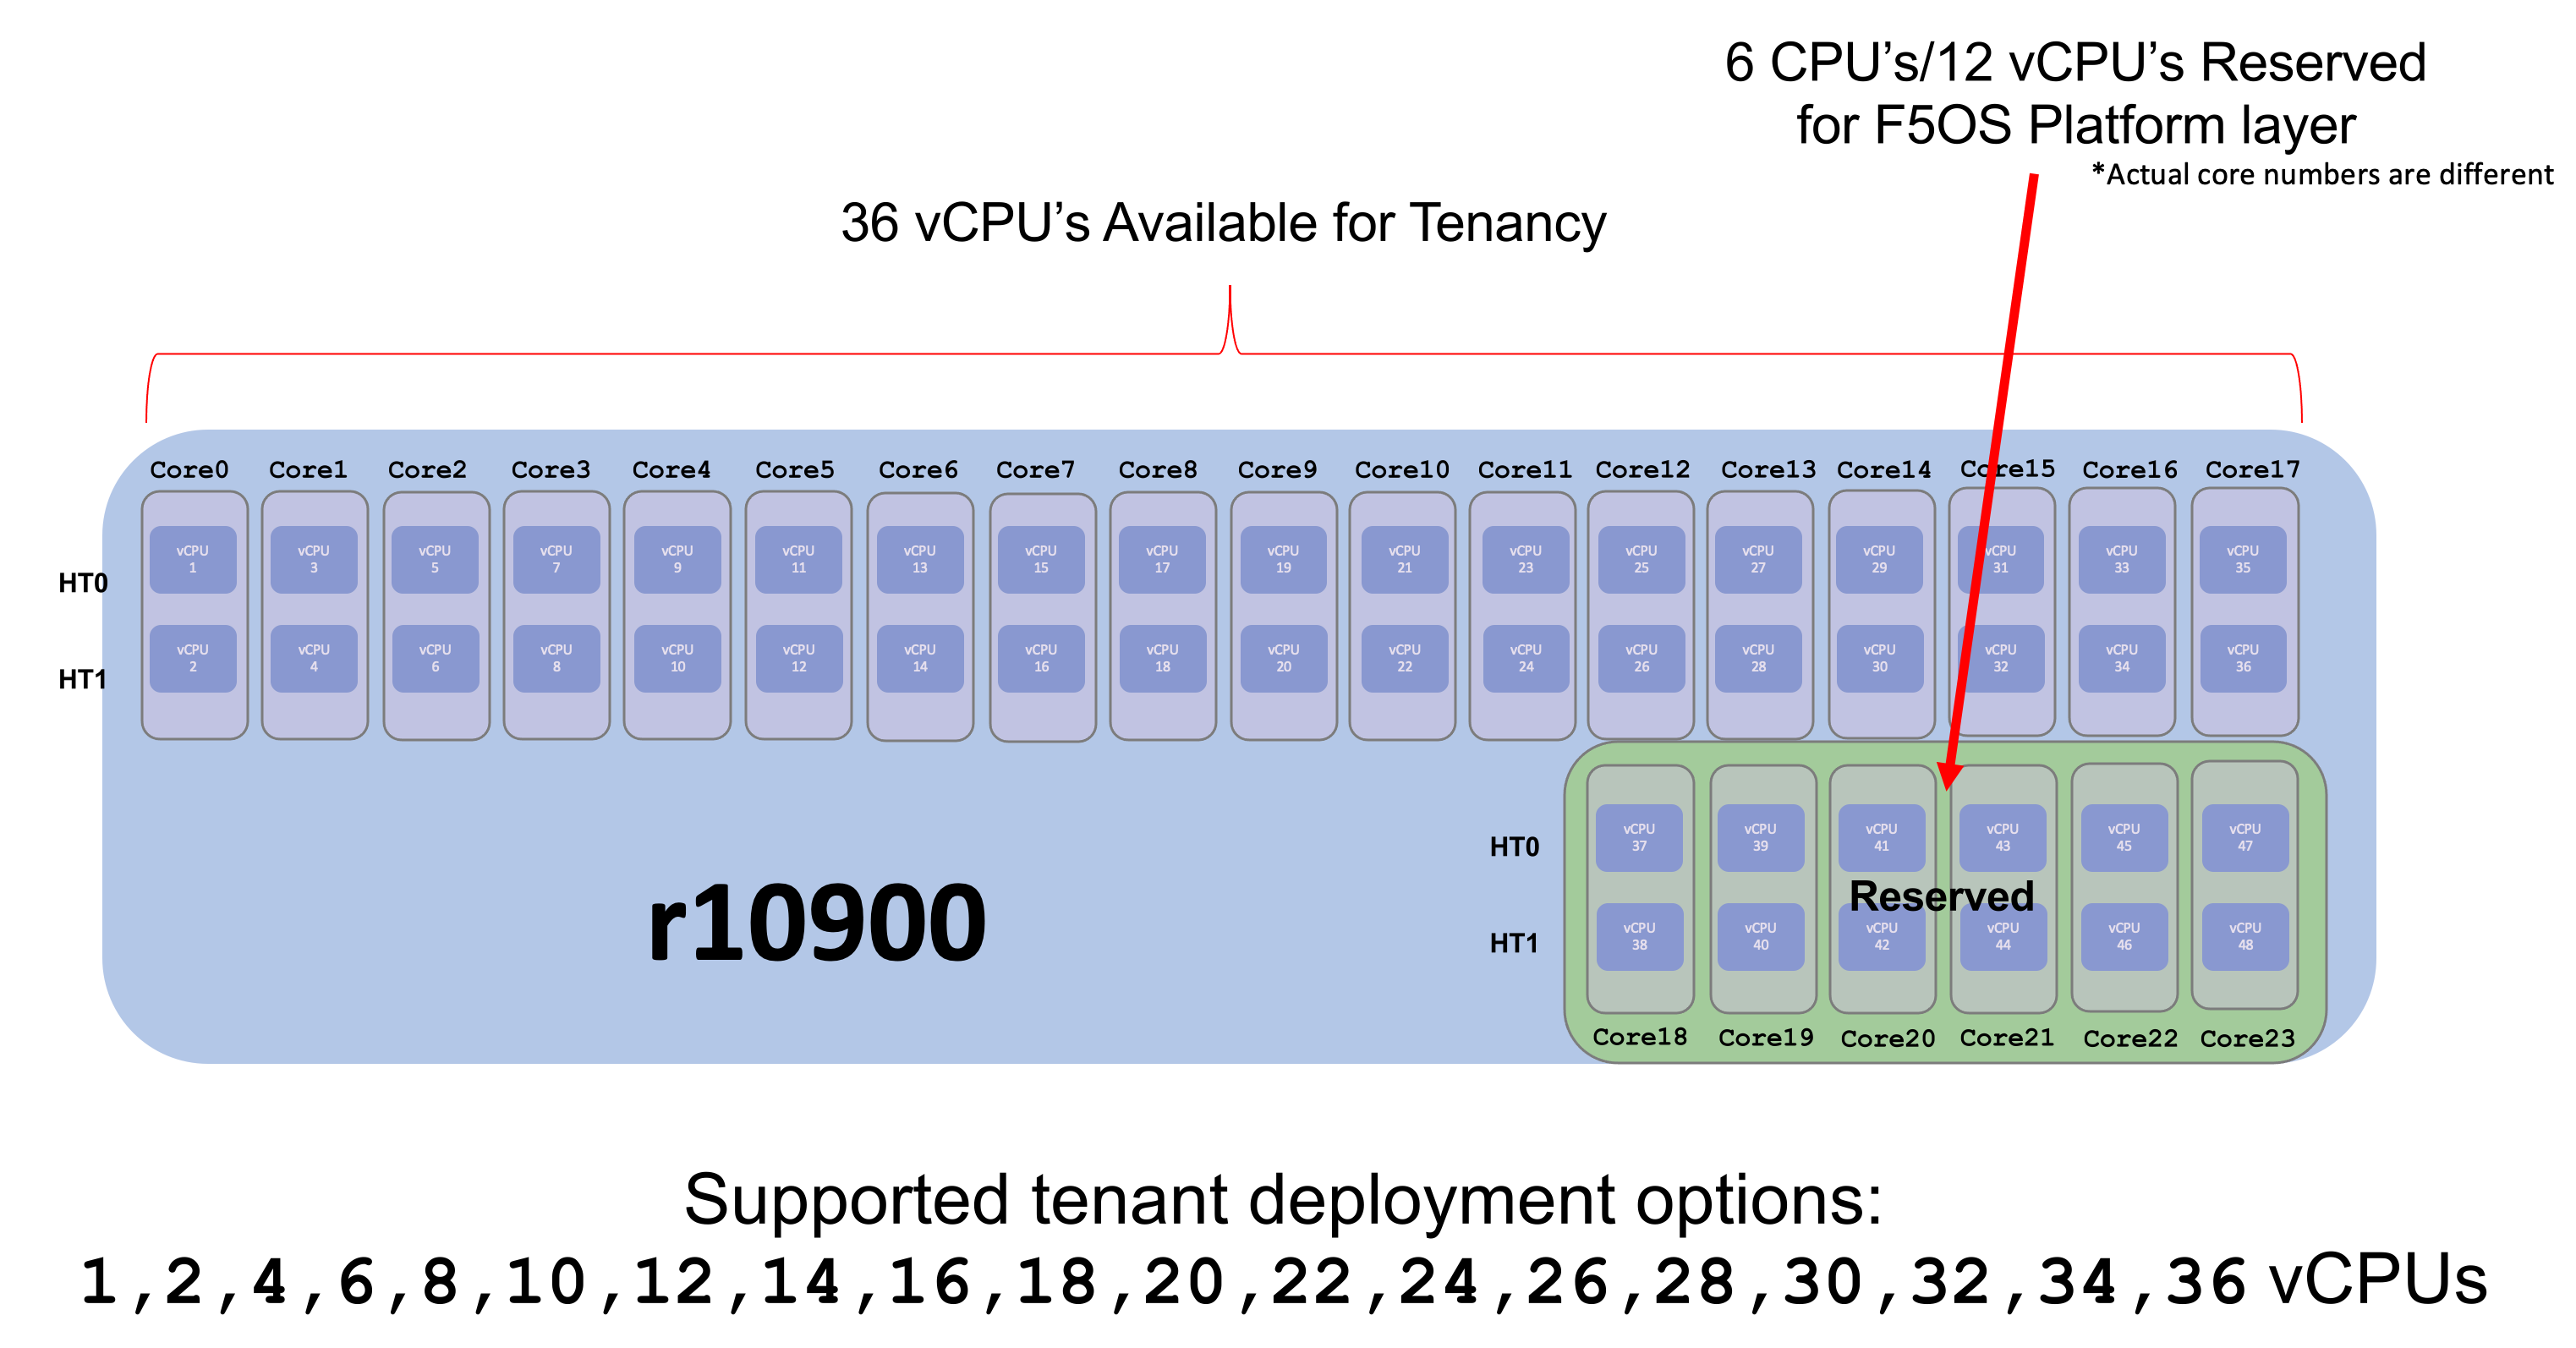 6 CPU's/12 vCPU's Reserved
for F5OS Platform layer
*Actual core numbers are different
36 vCPU's Available for Tenancy
Core0 Core1 Core2 Core3 Core4 Core5 Core6 Core7 Core8 Core9 Core10 Core11 Core12 Core13 Core14 Core15 Core16 Core17
HT0
vCPU vCPU vCPU vCPU vCPU vCPU vCPU vCPU vCPU vCPU vCPU vCPU vCPU vCPU vCPU vCPU vCPU vCPU
1 3 5 7 9 11 13 15 17 19 21 23 25 27 29 31 33 35
HT1
vCPU vCPU vCPU vCPU vCPU vCPU vCPU vCPU vCPU vCPU vCPU vCPU vCPU vCPU vCPU vCPU vCPU vCPU
2 4 6 8 10 12 14 16 18 20 22 24 26 28 30 32 34 36
r10900
HT0
vCPU vCPU vCPU vCPU vCPU vCPU
37 39 41 43 45 47
Reserved
HT1
vCPU vCPU vCPU vCPU vCPU vCPU
38 40 42 44 46 48
Core18 Core19 Core20 Core21 Core22 Core23
Supported tenant deployment options:
1,2,4,6,8,10,12,14,16,18,20,22,24,26,28,30,32,34,36 vCPUs